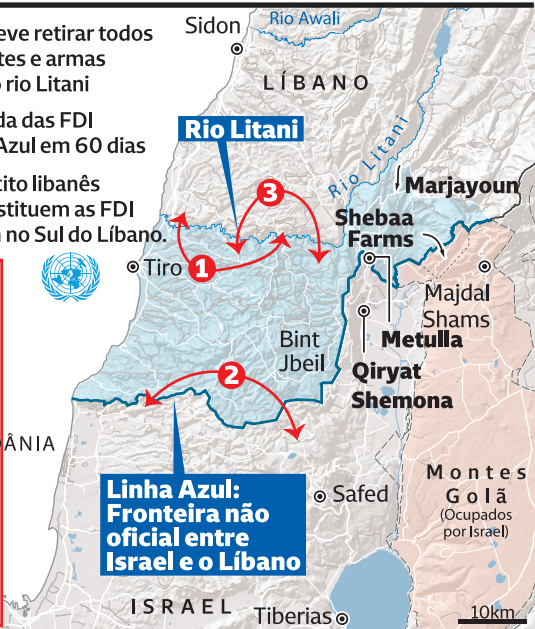 eve retirar todos
tes e armas
rio Litani
da das FDI
Azul em 60 dias
ito libanês
stituem as FDI
no Sul do Líbano.
Sidon
Rio Awali
LÍBANO
Rio Litani
Rio Litani
Marjayoun
3
Shebaa
Farms
Tiro
1
Majdal
Shams
Bint
Jbeil
Metulla
2
Qiryat
Shemona
ÂNIA
Linha Azul:
Fronteira não
oficial entre
Israel e o Líbano
Safed
Montes
Golã
(Ocupados
por Israel)
ISRAEL
Tiberias
10km